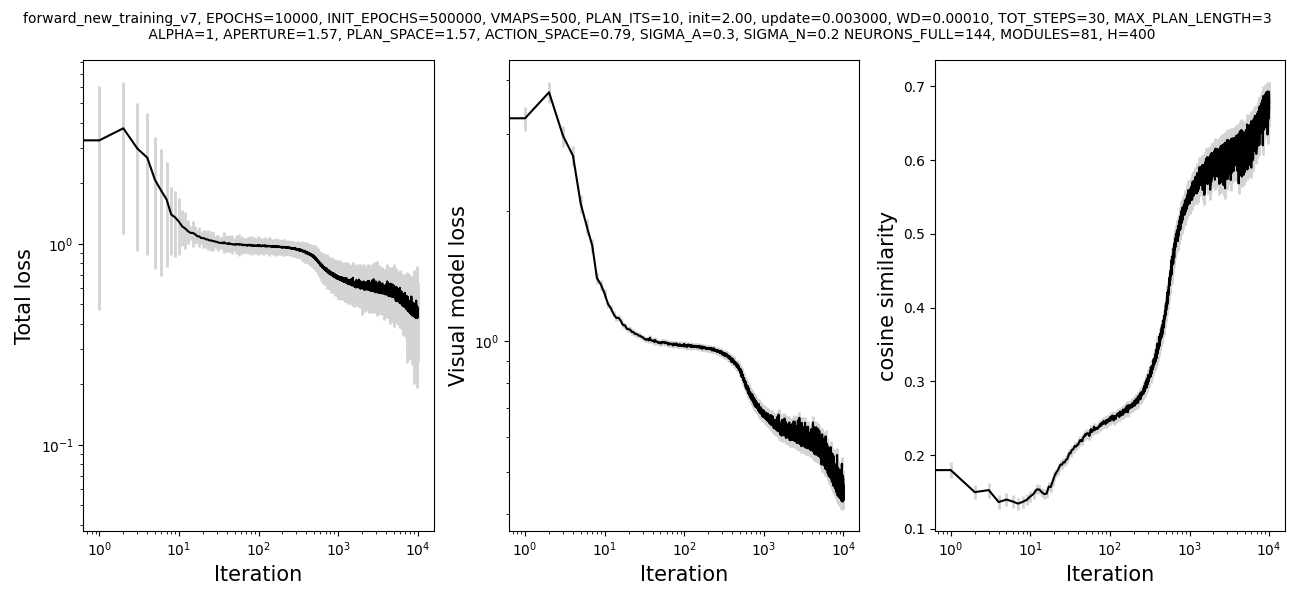 forward_new_training_v7, EPOCHS=10000, INIT_EPOCHS=500000, VMAPS=500, PLAN_ITS=10, init=2.00, update=0.003000, WD=0.00010, TOT_STEPS=30, MAX_PLAN_LENGTH=3
ALPHA=1, APERTURE=1.57, PLAN_SPACE=1.57, ACTION_SPACE=0.79, SIGMA_A=0.3, SIGMA_N=0.2 NEURONS_FULL=144, MODULES=81, H=400
Total loss
10⁰
10⁻¹
10⁰ 10¹ 10² 10³ 10⁴
Iteration
Visual model loss
10⁰
10⁰ 10¹ 10² 10³ 10⁴
Iteration
cosine similarity
0.7
0.6
0.5
0.4
0.3
0.2
0.1
10⁰ 10¹ 10² 10³ 10⁴
Iteration